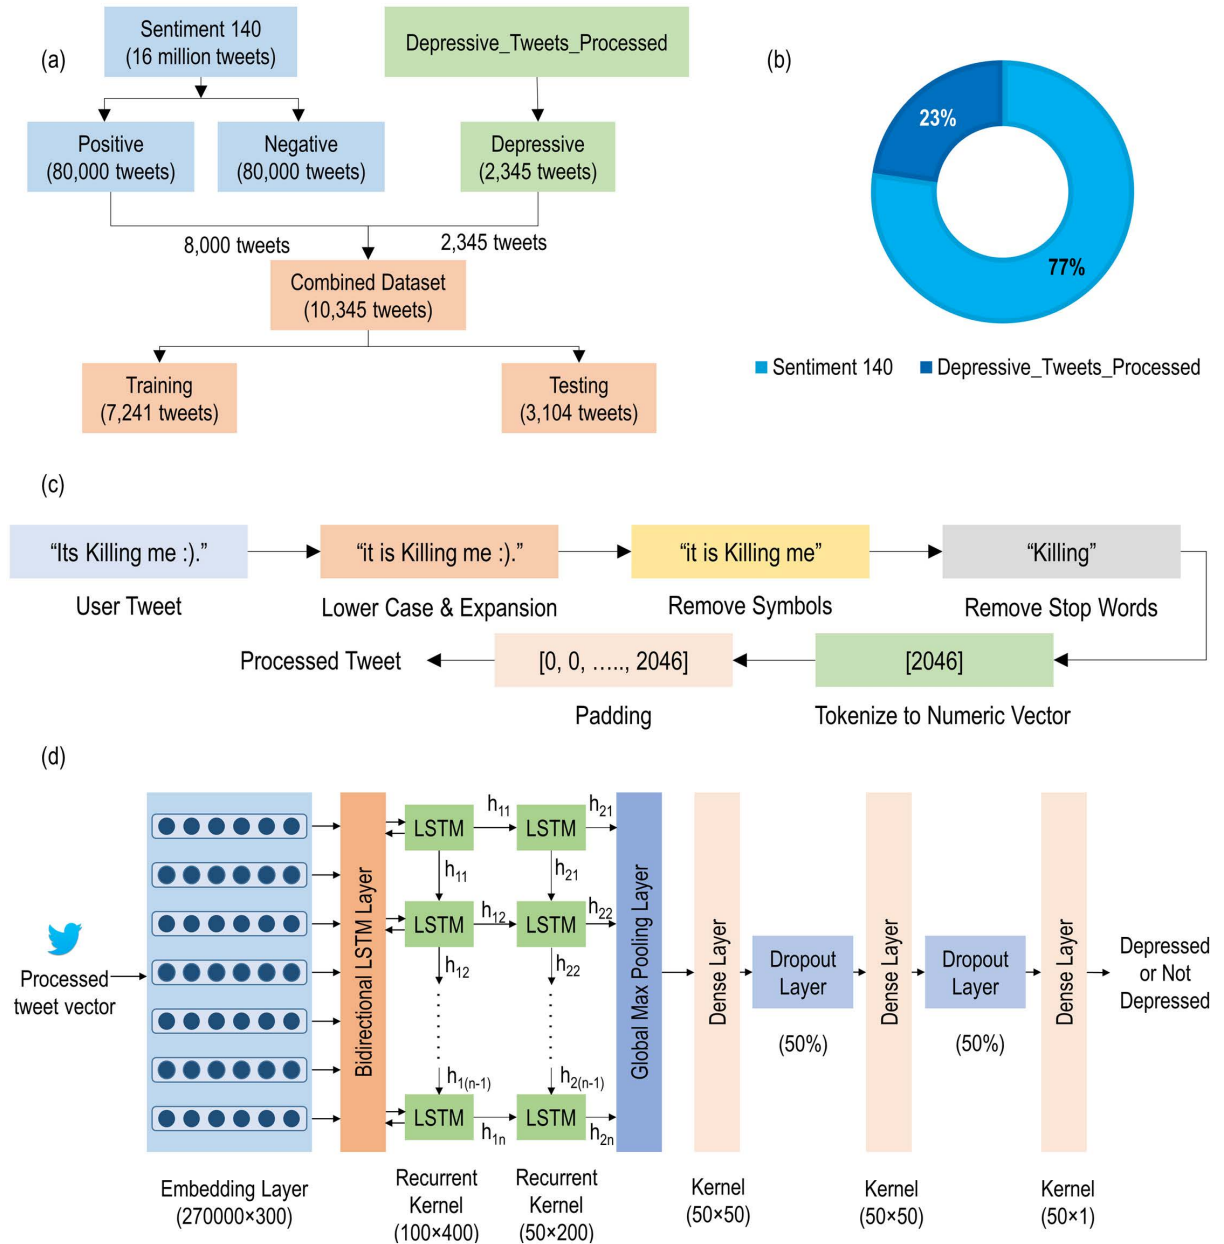 (a)
Sentiment 140
(16 million tweets)
Depressive_Tweets_Processed
Positive
(80,000 tweets)
Negative
(80,000 tweets)
Depressive
(2,345 tweets)
8,000 tweets
2,345 tweets
Combined Dataset
(10,345 tweets)
Training
(7,241 tweets)
Testing
(3,104 tweets)
(b)
23%
77%
Sentiment 140
Depressive_Tweets_Processed
(c)
“Its Killing me :).”
“it is Killing me :).”
“it is Killing me”
“Killing”
User Tweet
Lower Case & Expansion
Remove Symbols
Remove Stop Words
Processed Tweet
[0, 0, ....., 2046]
[2046]
Padding
Tokenize to Numeric Vector
(d)
Processed
tweet vector
Embedding Layer
(270000×300)
Bidirectional LSTM Layer
LSTM
h11
LSTM
h21
h11
h21
LSTM
h12
LSTM
h22
h12
h22
h1(n-1)
h2(n-1)
LSTM
h1n
LSTM
h2n
Recurrent
Kernel
(100×400)
Recurrent
Kernel
(50×200)
Global Max Pooling Layer
Dense Layer
Kernel
(50×50)
Dropout
Layer
(50%)
Dense Layer
Kernel
(50×50)
Dropout
Layer
(50%)
Dense Layer
Kernel
(50×1)
Depressed
or Not
Depressed